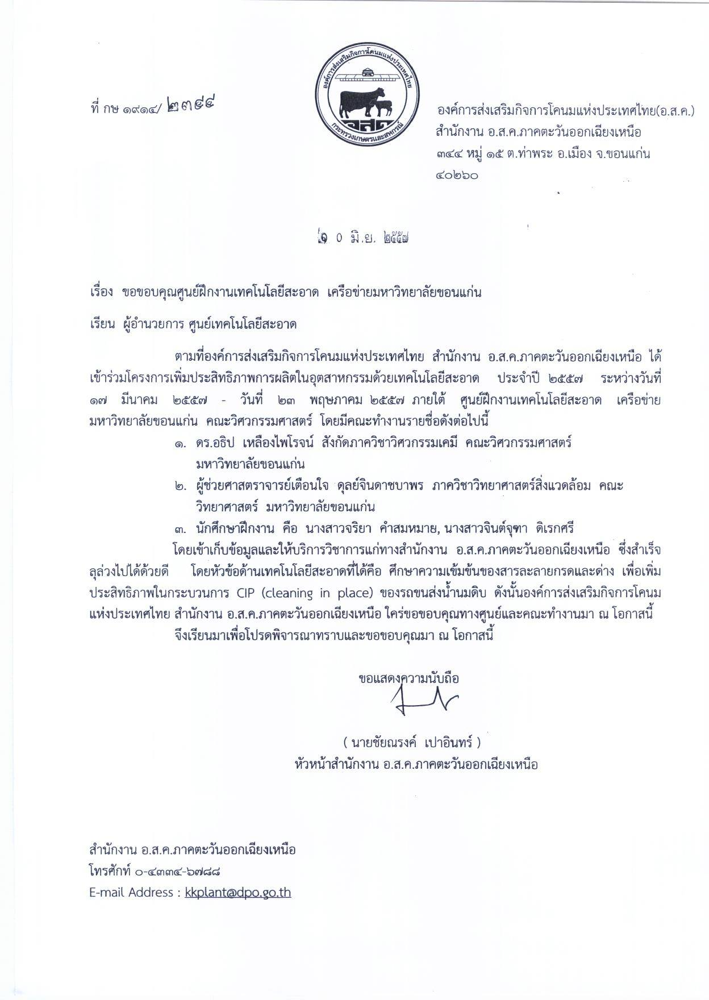 องค์การส่งเสริมกิจการโคนมแห่งประเทศไทย
อสค
กระทรวงเกษตรและสหกรณ์
ที่ กษ ๑๙๑๔/ ๒๓๙๔
องค์การส่งเสริมกิจการโคนมแห่งประเทศไทย(อ.ส.ค.)
สำนักงาน อ.ส.ค.ภาคตะวันออกเฉียงเหนือ
๓๔๔ หมู่ ๑๕ ต.ท่าพระ อ.เมือง จ.ขอนแก่น
๔๐๒๖๐
๑ ๐ มิ.ย. ๒๕๕๗
เรื่อง ขอขอบคุณศูนย์ฝึกงานเทคโนโลยีสะอาด เครือข่ายมหาวิทยาลัยขอนแก่น
เรียน ผู้อำนวยการ ศูนย์เทคโนโลยีสะอาด
ตามที่องค์การส่งเสริมกิจการโคนมแห่งประเทศไทย สำนักงาน อ.ส.ค.ภาคตะวันออกเฉียงเหนือ ได้
เข้าร่วมโครงการเพิ่มประสิทธิภาพการผลิตในอุตสาหกรรมด้วยเทคโนโลยีสะอาด ประจำปี ๒๕๕๗ ระหว่างวันที่
๑๗ มีนาคม ๒๕๕๗ - วันที่ ๒๓ พฤษภาคม ๒๕๕๗ ภายใต้ ศูนย์ฝึกงานเทคโนโลยีสะอาด เครือข่าย
มหาวิทยาลัยขอนแก่น คณะวิศวกรรมศาสตร์ โดยมีคณะทำงานรายชื่อดังต่อไปนี้
๑. ดร.อธิป เหลืองไพโรจน์ สังกัดภาควิชาวิศวกรรมเคมี คณะวิศวกรรมศาสตร์
มหาวิทยาลัยขอนแก่น
๒. ผู้ช่วยศาสตราจารย์เตือนใจ ดุลย์จินดาชบาพร ภาควิชาวิทยาศาสตร์สิ่งแวดล้อม คณะ
วิทยาศาสตร์ มหาวิทยาลัยขอนแก่น
๓. นักศึกษาฝึกงาน คือ นางสาวจริยา คำสมหมาย, นางสาวจินต์จุฑา ดิเรกศรี
โดยเข้าเก็บข้อมูลและให้บริการวิชาการแก่ทางสำนักงาน อ.ส.ค.ภาคตะวันออกเฉียงเหนือ ซึ่งสำเร็จ
ลุล่วงไปได้ด้วยดี โดยหัวข้อด้านเทคโนโลยีสะอาดที่ได้คือ ศึกษาความเข้มข้นของสารละลายกรดและด่าง เพื่อเพิ่ม
ประสิทธิภาพในกระบวนการ CIP (cleaning in place) ของรถขนส่งน้ำนมดิบ ดังนั้นองค์การส่งเสริมกิจการโคนม
แห่งประเทศไทย สำนักงาน อ.ส.ค.ภาคตะวันออกเฉียงเหนือ ใคร่ขอขอบคุณทางศูนย์และคณะทำงานมา ณ โอกาสนี้
จึงเรียนมาเพื่อโปรดพิจารณาทราบและขอขอบคุณมา ณ โอกาสนี้
ขอแสดงความนับถือ
( นายชัยณรงค์ เปาอินทร์ )
หัวหน้าสำนักงาน อ.ส.ค.ภาคตะวันออกเฉียงเหนือ
สำนักงาน อ.ส.ค.ภาคตะวันออกเฉียงเหนือ
โทรศัทท์ ๐-๔๓๓๔-๖๗๘๘
E-mail Address : kkplant@dpo.go.th